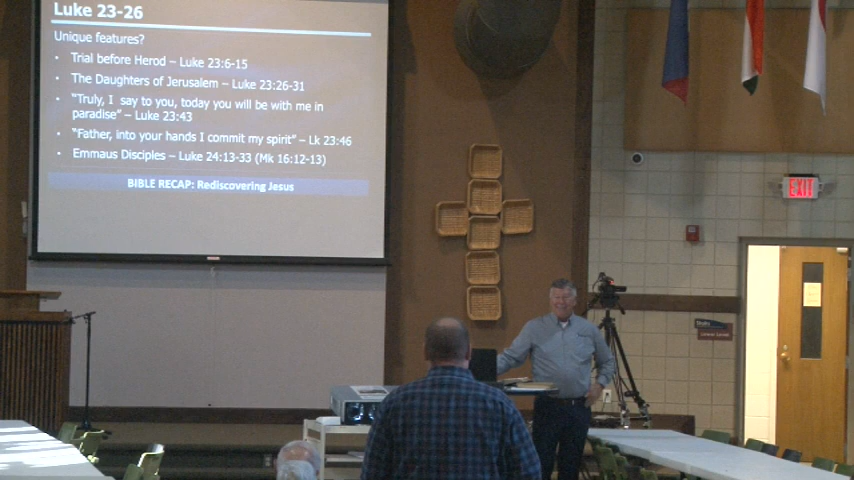 Luke 23-26
Unique features?
• Trial before Herod – Luke 23:6-15
• The Daughters of Jerusalem – Luke 23:26-31
• "Truly, I say to you, today you will be with me in
paradise" – Luke 23:43
• "Father, into your hands I commit my spirit" – Lk 23:46
• Emmaus Disciples – Luke 24:13-33 (Mk 16:12-13)
BIBLE RECAP: Rediscovering Jesus
EXIT